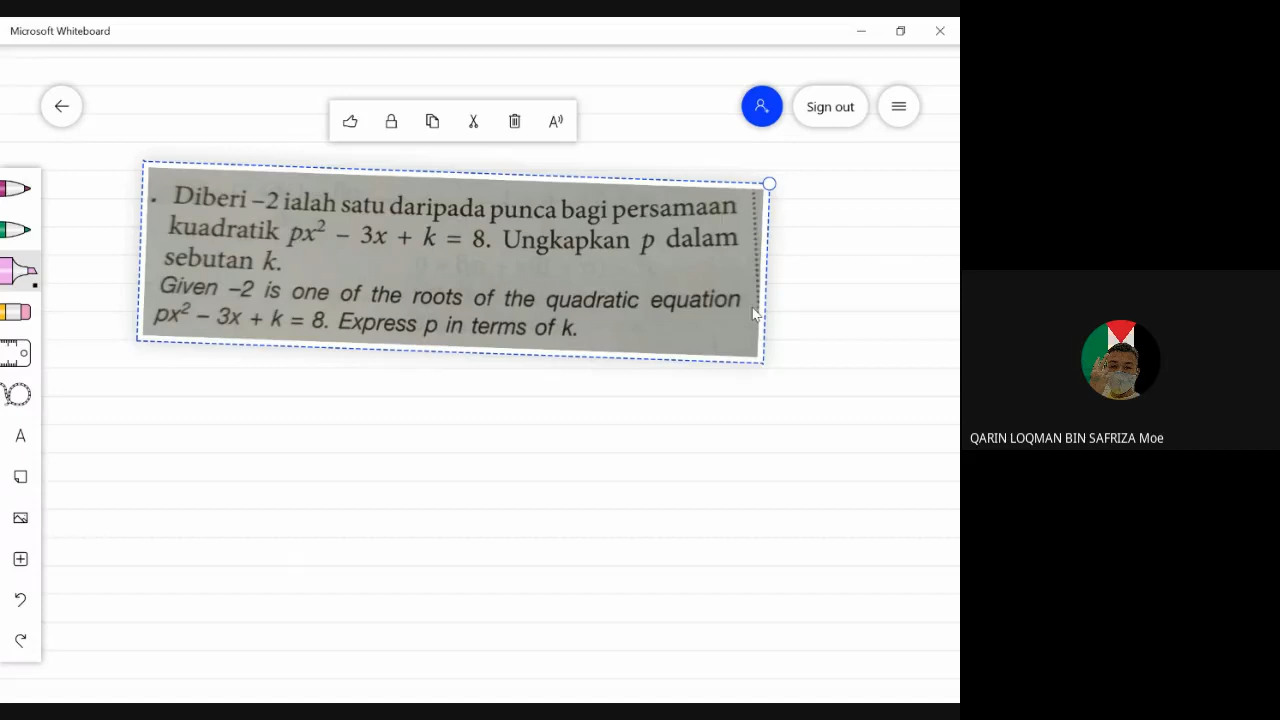 Microsoft Whiteboard
Sign out
. Diberi –2 ialah satu daripada punca bagi persamaan
kuadratik px² – 3x + k = 8. Ungkapkan p dalam
sebutan k.
Given –2 is one of the roots of the quadratic equation
px² – 3x + k = 8. Express p in terms of k.
QARIN LOQMAN BIN SAFRIZA Moe